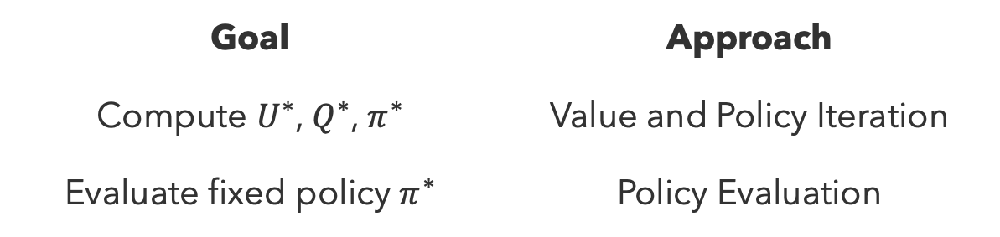 Goal Approach
Compute U*, Q*, π* Value and Policy Iteration
Evaluate fixed policy π* Policy Evaluation